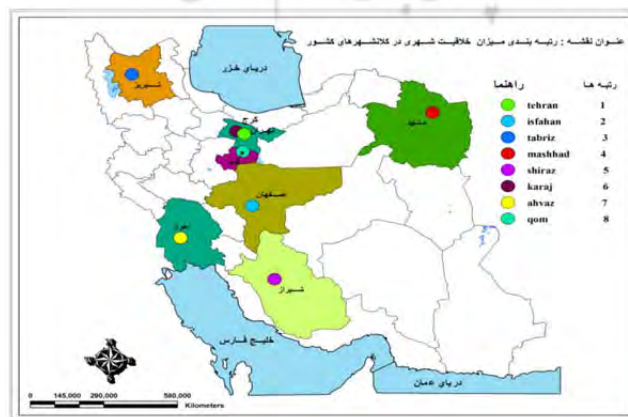 عنوان نقشه : رتبه بندی میزان خلاقیت شهری در کلانشهرهای کشور
دریای خزر
راهنما
رتبه ها
tehran 1
isfahan 2
tabriz 3
mashhad 4
shiraz 5
karaj 6
ahvaz 7
qom 8
تبریز
مشهد
کرج
تهران
قم
اصفهان
اهواز
شیراز
خلیج فارس
دریای عمان
0 145,000 290,000 580,000
Kilometers